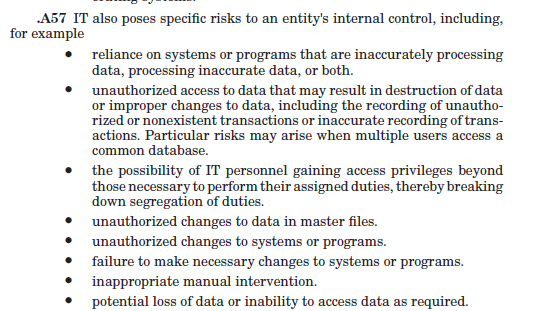 .A57 IT also poses specific risks to an entity's internal control, including,
for example
• reliance on systems or programs that are inaccurately processing
data, processing inaccurate data, or both.
• unauthorized access to data that may result in destruction of data
or improper changes to data, including the recording of unautho-
rized or nonexistent transactions or inaccurate recording of trans-
actions. Particular risks may arise when multiple users access a
common database.
• the possibility of IT personnel gaining access privileges beyond
those necessary to perform their assigned duties, thereby breaking
down segregation of duties.
• unauthorized changes to data in master files.
• unauthorized changes to systems or programs.
• failure to make necessary changes to systems or programs.
• inappropriate manual intervention.
• potential loss of data or inability to access data as required.